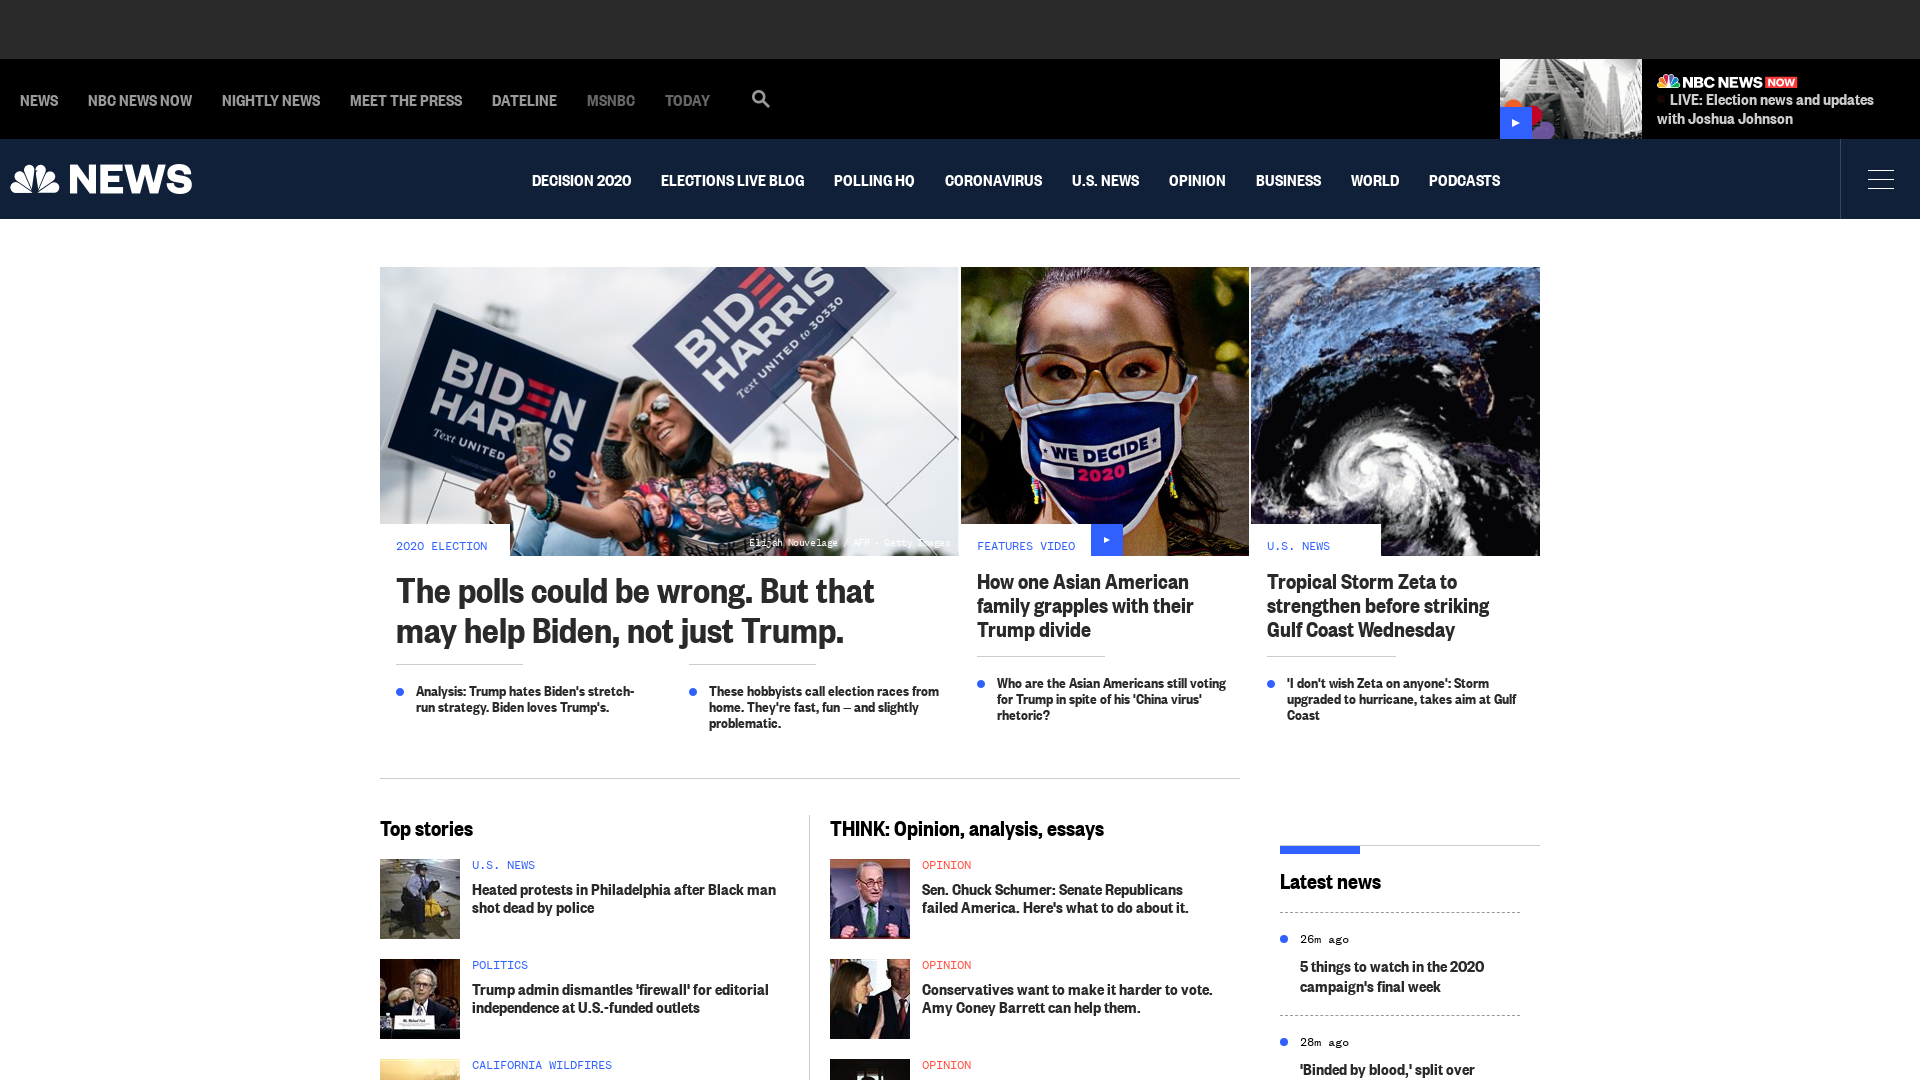 NEWS
NBC NEWS NOW
NIGHTLY NEWS
MEET THE PRESS
DATELINE
MSNBC
TODAY
NBC NEWS NOW
LIVE: Election news and updates
with Joshua Johnson
NEWS
DECISION 2020
ELECTIONS LIVE BLOG
POLLING HQ
CORONAVIRUS
U.S. NEWS
OPINION
BUSINESS
WORLD
PODCASTS
BIDEN
HARRIS
Text UNITED
BIDEN
HARRIS
Text UNITED to 30330
Elijah Nouvelage / AFP - Getty Images
2020 ELECTION
The polls could be wrong. But that
may help Biden, not just Trump.
Analysis: Trump hates Biden's stretch-
run strategy. Biden loves Trump's.
These hobbyists call election races from
home. They're fast, fun — and slightly
problematic.
WE DECIDE
2020
FEATURES VIDEO
How one Asian American
family grapples with their
Trump divide
Who are the Asian Americans still voting
for Trump in spite of his 'China virus'
rhetoric?
U.S. NEWS
Tropical Storm Zeta to
strengthen before striking
Gulf Coast Wednesday
'I don't wish Zeta on anyone': Storm
upgraded to hurricane, takes aim at Gulf
Coast
Top stories
U.S. NEWS
Heated protests in Philadelphia after Black man
shot dead by police
POLITICS
Trump admin dismantles 'firewall' for editorial
independence at U.S.-funded outlets
CALIFORNIA WILDFIRES
THINK: Opinion, analysis, essays
OPINION
Sen. Chuck Schumer: Senate Republicans
failed America. Here's what to do about it.
OPINION
Conservatives want to make it harder to vote.
Amy Coney Barrett can help them.
OPINION
Latest news
26m ago
5 things to watch in the 2020
campaign's final week
28m ago
'Binded by blood,' split over